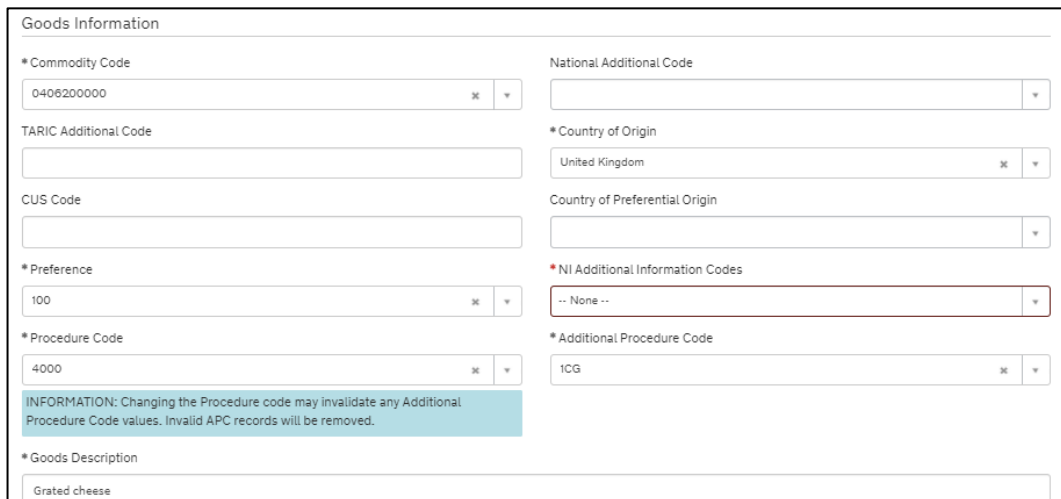 Goods Information
* Commodity Code
National Additional Code
0406200000
TARIC Additional Code
* Country of Origin
United Kingdom
CUS Code
Country of Preferential Origin
* Preference
* NI Additional Information Codes
100
-- None --
* Procedure Code
* Additional Procedure Code
4000
1CG
INFORMATION: Changing the Procedure code may invalidate any Additional
Procedure Code values. Invalid APC records will be removed.
* Goods Description
Grated cheese